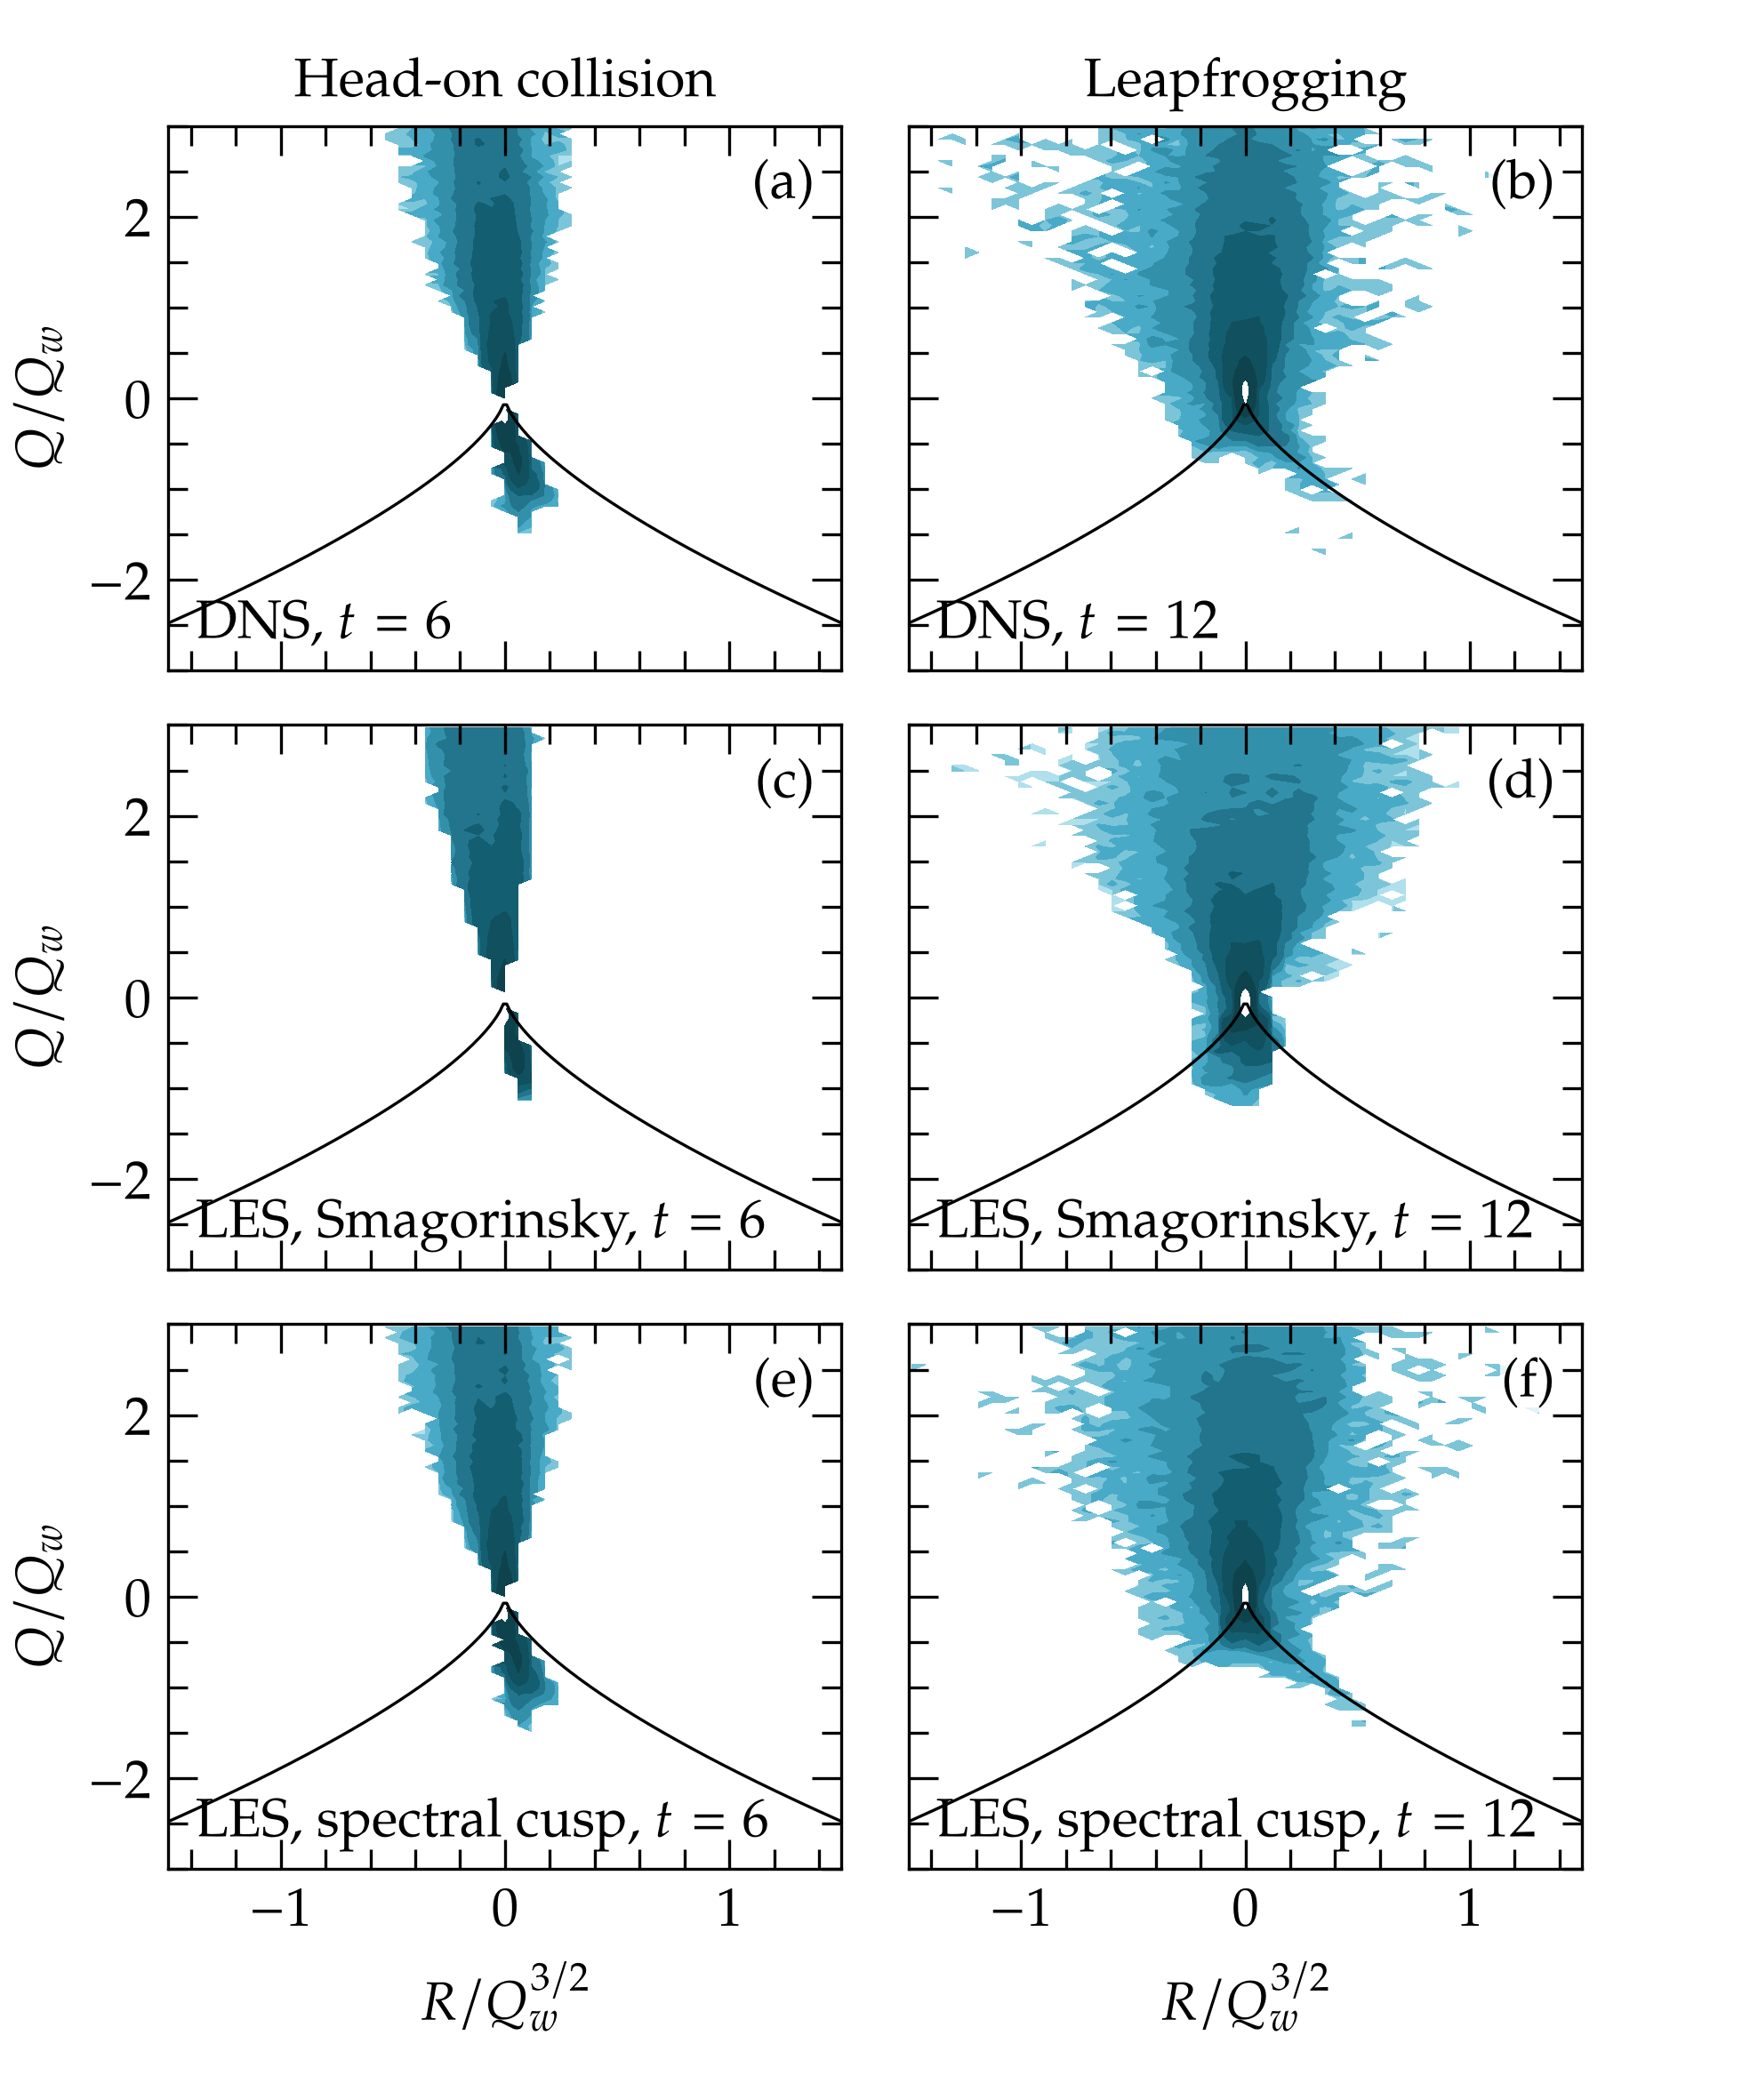 Head-on collision Leapfrogging
(a) (b)
2
0
−2
Q/Q_w
DNS, t = 6 DNS, t = 12
(c) (d)
2
0
−2
Q/Q_w
LES, Smagorinsky, t = 6 LES, Smagorinsky, t = 12
(e) (f)
2
0
−2
Q/Q_w
LES, spectral cusp, t = 6 LES, spectral cusp, t = 12
−1 0 1 −1 0 1
R/Q_w^{3/2} R/Q_w^{3/2}